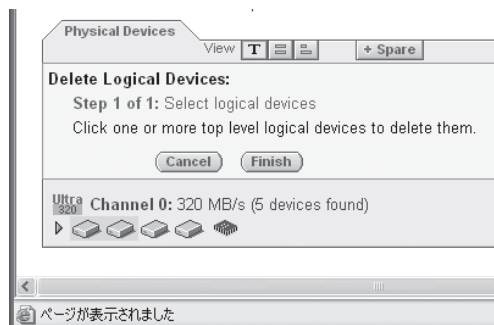 Physical Devices
View T + Spare
Delete Logical Devices:
Step 1 of 1: Select logical devices
Click one or more top level logical devices to delete them.
Cancel Finish
Ultra 320 Channel 0: 320 MB/s (5 devices found)
ページが表示されました